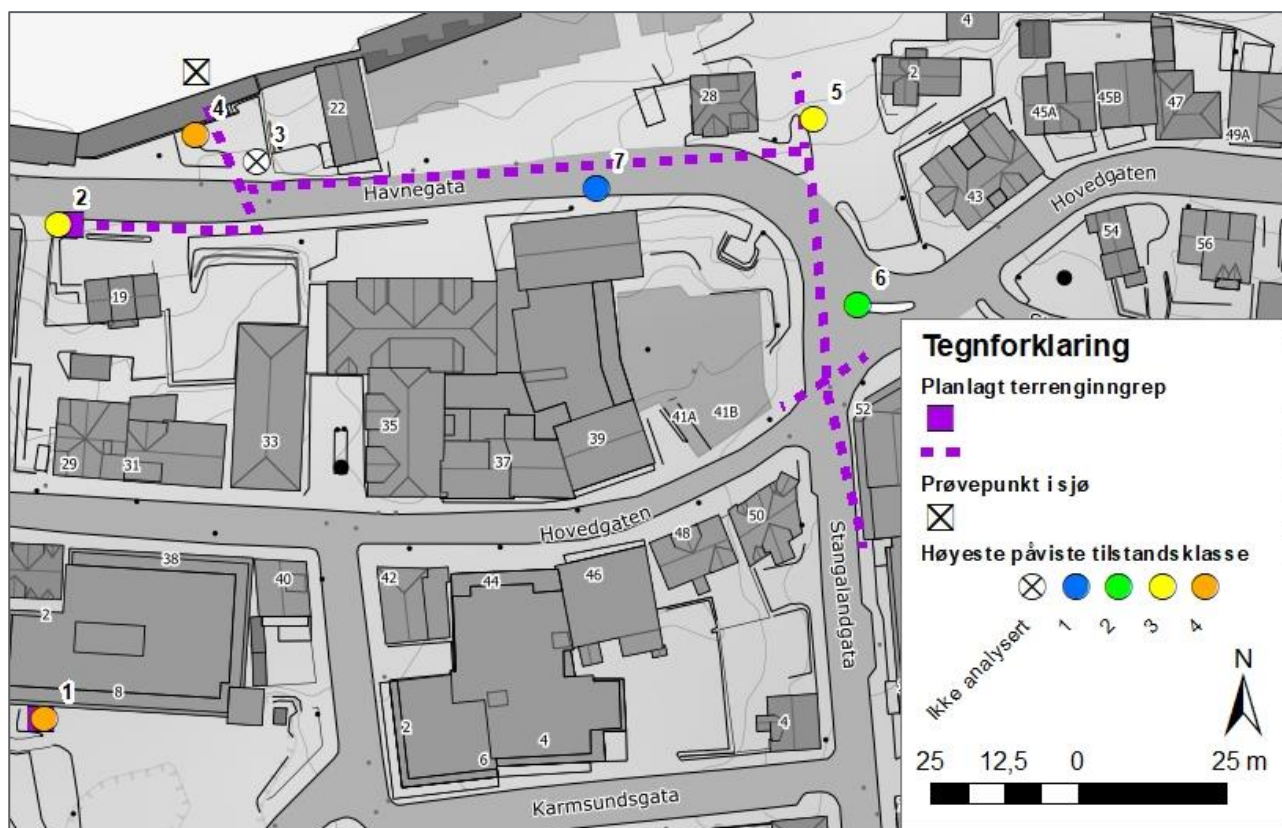 4
2
28
5
45A
45B
47
49A
22
4
3
7
Havnegata
43
Hovedgaten
2
54
56
19
6
Tegnforklaring
Planlagt terrenginngrep
Prøvepunkt i sjø
Høyeste påviste tilstandsklasse
Ikke analysert 1 2 3 4
N
25 12,5 0 25 m
29
31
33
35
37
39
41A
41B
52
Hovedgaten
48
50
Stangalandgata
38
40
42
44
46
2
8
1
2
6
4
4
Karmsundsgata